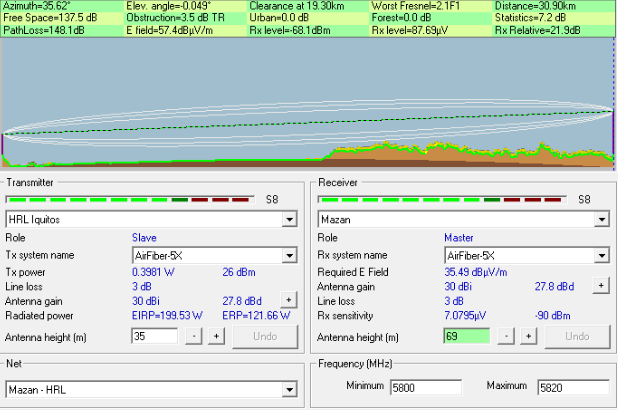 Azimuth=35.62° Elev. angle=-0.049° Clearance at 19.30km Worst Fresnel=2.1F1 Distance=30.90km
Free Space=137.5 dB Obstruction=3.5 dB TR Urban=0.0 dB Forest=0.0 dB Statistics=7.2 dB
PathLoss=148.1dB E field=57.4dBµV/m Rx level=-68.1dBm Rx level=87.69µV Rx Relative=21.9dB
Transmitter
S8
HRL Iquitos
Role Slave
Tx system name AirFiber-5X
Tx power 0.3981 W 26 dBm
Line loss 3 dB
Antenna gain 30 dBi 27.8 dBd +
Radiated power EIRP=199.53 W ERP=121.66 W
Antenna height (m) 35 - + Undo
Net
Mazan - HRL
Receiver
S8
Mazan
Role Master
Rx system name AirFiber-5X
Required E Field 35.49 dBµV/m
Antenna gain 30 dBi 27.8 dBd +
Line loss 3 dB
Rx sensitivity 7.0795µV -90 dBm
Antenna height (m) 69 - + Undo
Frequency (MHz)
Minimum 5800 Maximum 5820